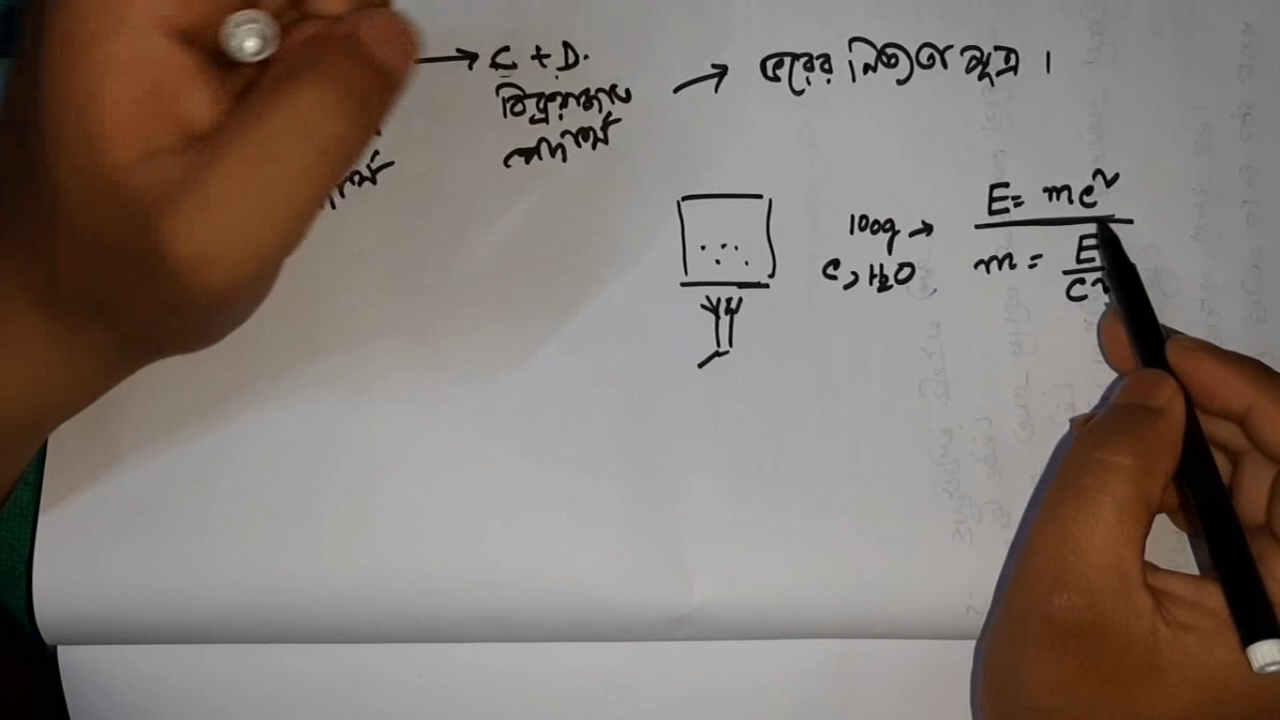 → C + D.
→ ভরের নিত্যতা সূত্র ।
বিক্রিয়াজাত
পদার্থ
E = mc²
100g →
C, H₂O
m = E/C²